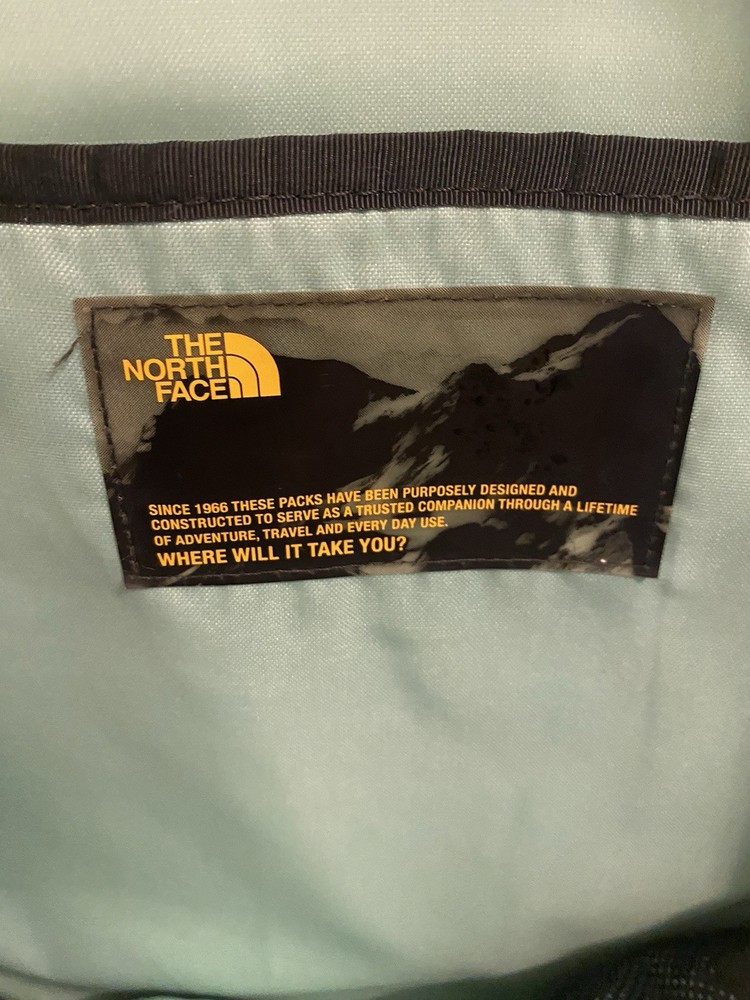 THE
NORTH
FACE
SINCE 1966 THESE PACKS HAVE BEEN PURPOSELY DESIGNED AND
CONSTRUCTED TO SERVE AS A TRUSTED COMPANION THROUGH A LIFETIME
OF ADVENTURE, TRAVEL AND EVERY DAY USE.
WHERE WILL IT TAKE YOU?